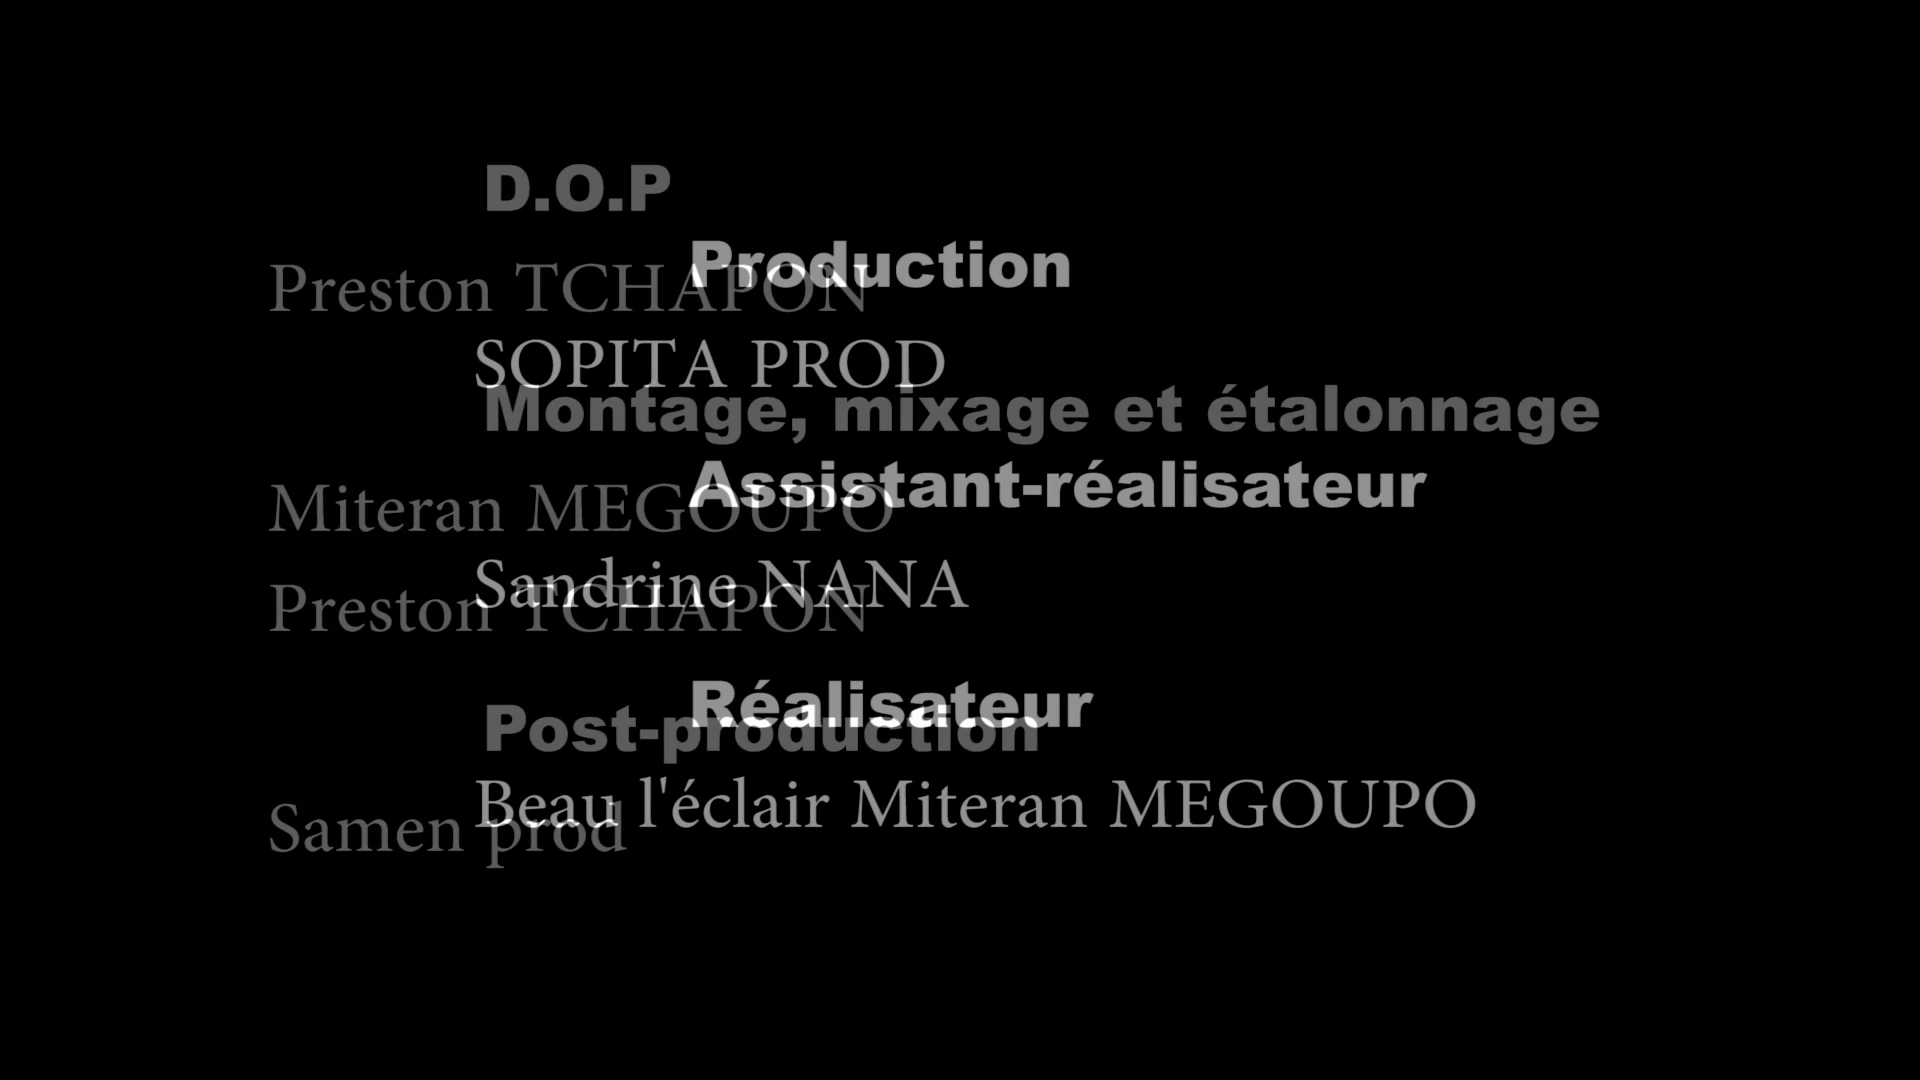 D.O.P
Production
Preston TCHAPON
SOPITA PROD
Montage, mixage et étalonnage
Assistant-réalisateur
Miteran MEGOUPO
Sandrine NANA
Preston TCHAPON
Réalisateur
Post-production
Beau l'éclair Miteran MEGOUPO
Samen prod